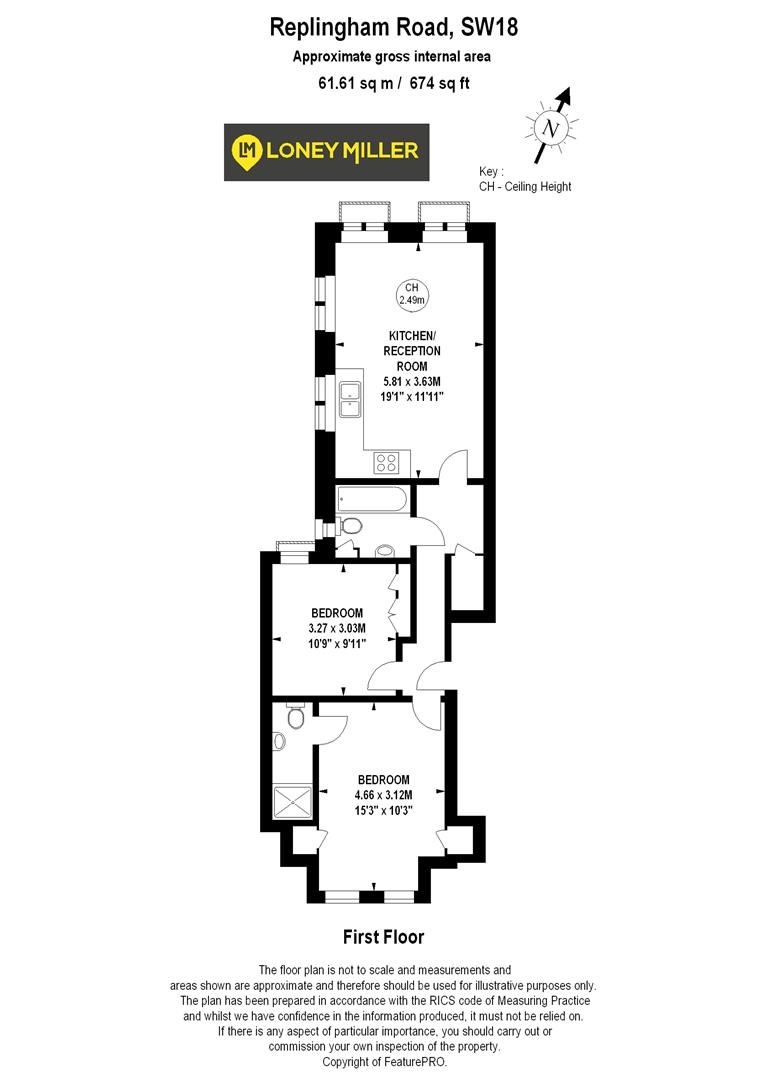 Replingham Road, SW18
Approximate gross internal area
61.61 sq m / 674 sq ft
LM LONEY MILLER
N
Key :
CH - Ceiling Height
CH
2.49m
KITCHEN/
RECEPTION
ROOM
5.81 x 3.63M
19'1" x 11'11"
BEDROOM
3.27 x 3.03M
10'9" x 9'11"
BEDROOM
4.66 x 3.12M
15'3" x 10'3"
First Floor
The floor plan is not to scale and measurements and
areas shown are approximate and therefore should be used for illustrative purposes only.
The plan has been prepared in accordance with the RICS code of Measuring Practice
and whilst we have confidence in the information produced, it must not be relied on.
If there is any aspect of particular importance, you should carry out or
commission your own inspection of the property.
Copyright of FeaturePRO.